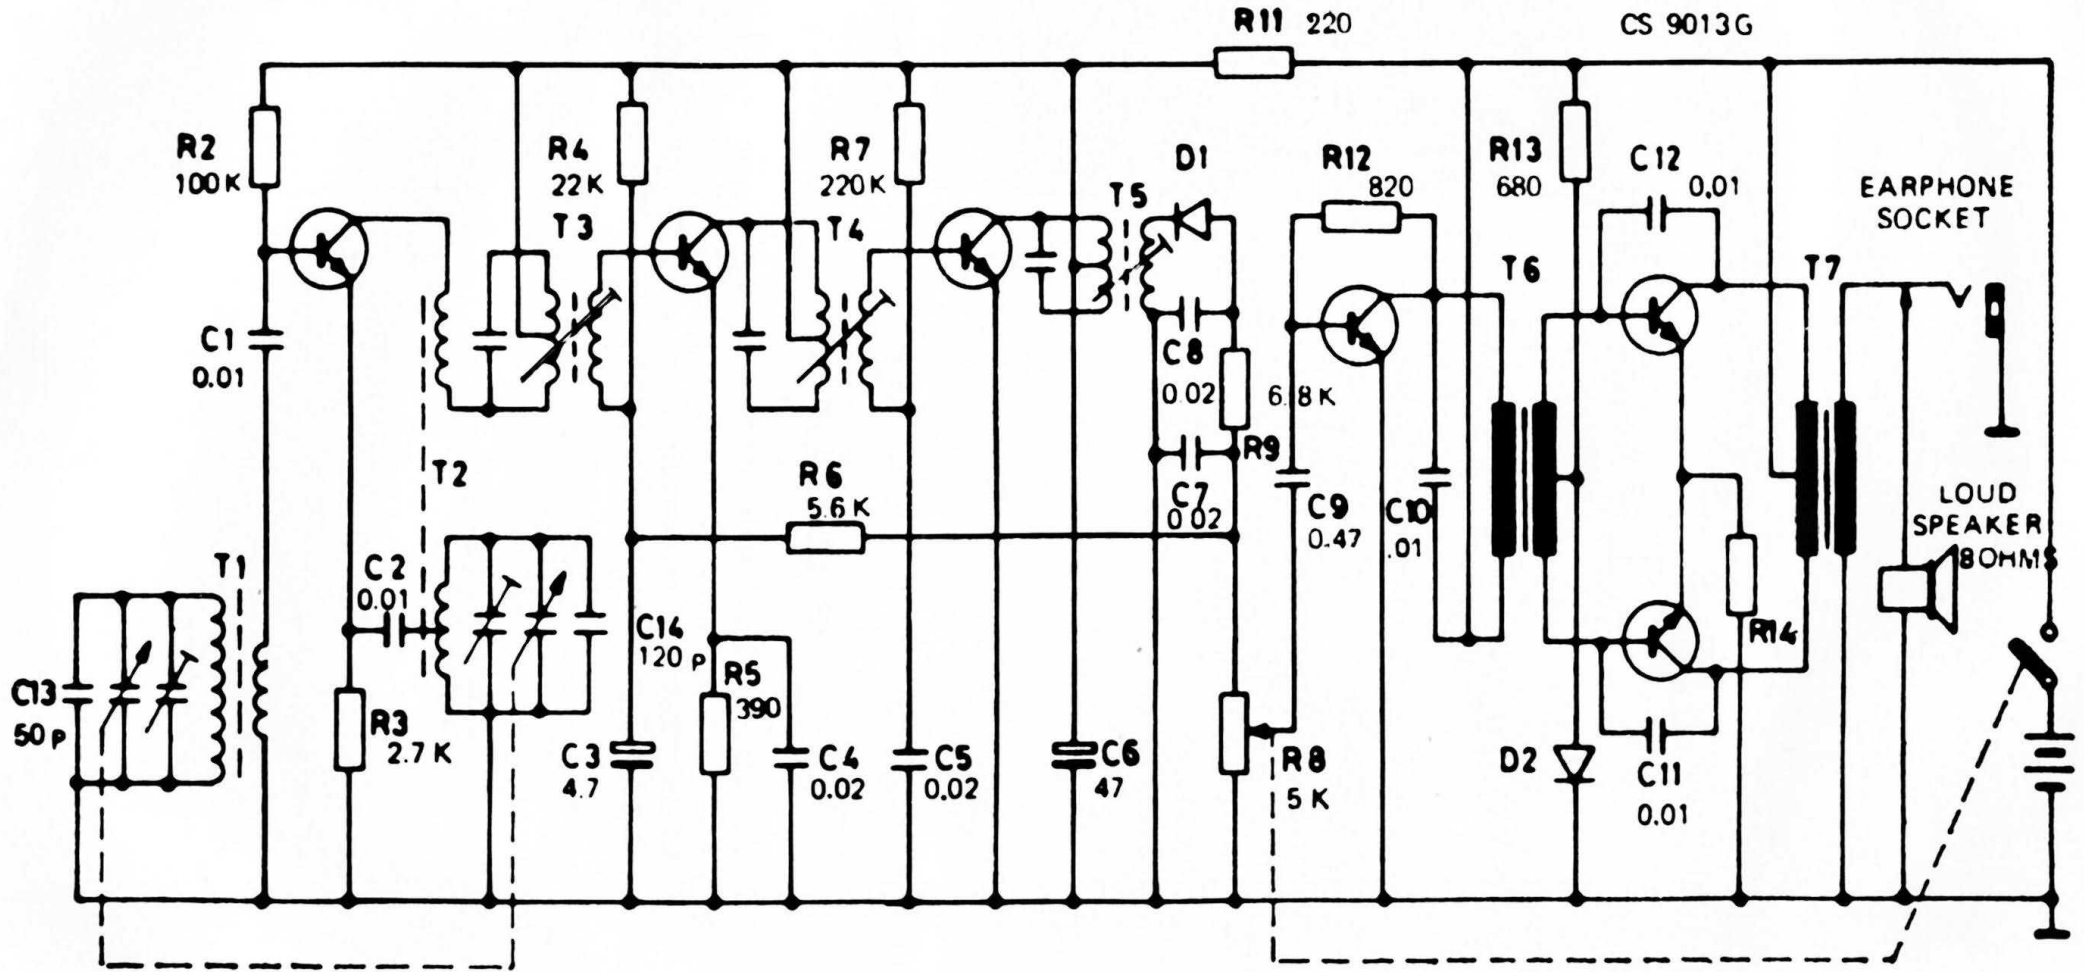 R11 220
CS 9013G
R2
100K
R4
22K
R7
220K
D1
R12
820
R13
680
C12
0,01
EARPHONE
SOCKET
T3
T4
T5
T6
T7
C1
0.01
C8
0.02
6.8K
R9
T2
R6
5.6K
C7
0.02
C9
0.47
C10
.01
LOUD
SPEAKER
8OHMS
T1
C2
0.01
C14
120p
R14
C13
50p
R3
2.7K
R5
390
C3
4.7
C4
0.02
C5
0.02
C6
47
R8
5K
D2
C11
0.01